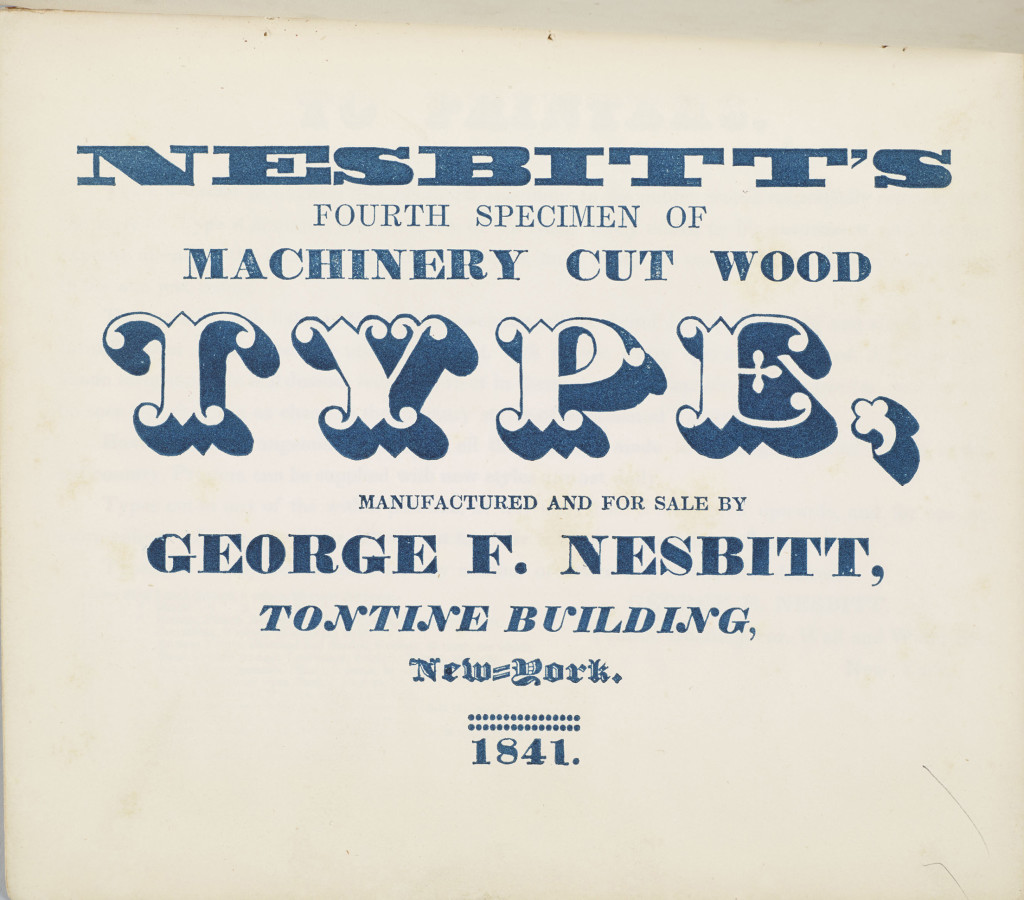 NESBITT'S
FOURTH SPECIMEN OF
MACHINERY CUT WOOD
TYPE,
MANUFACTURED AND FOR SALE BY
GEORGE F. NESBITT,
TONTINE BUILDING,
New=York.
1841.